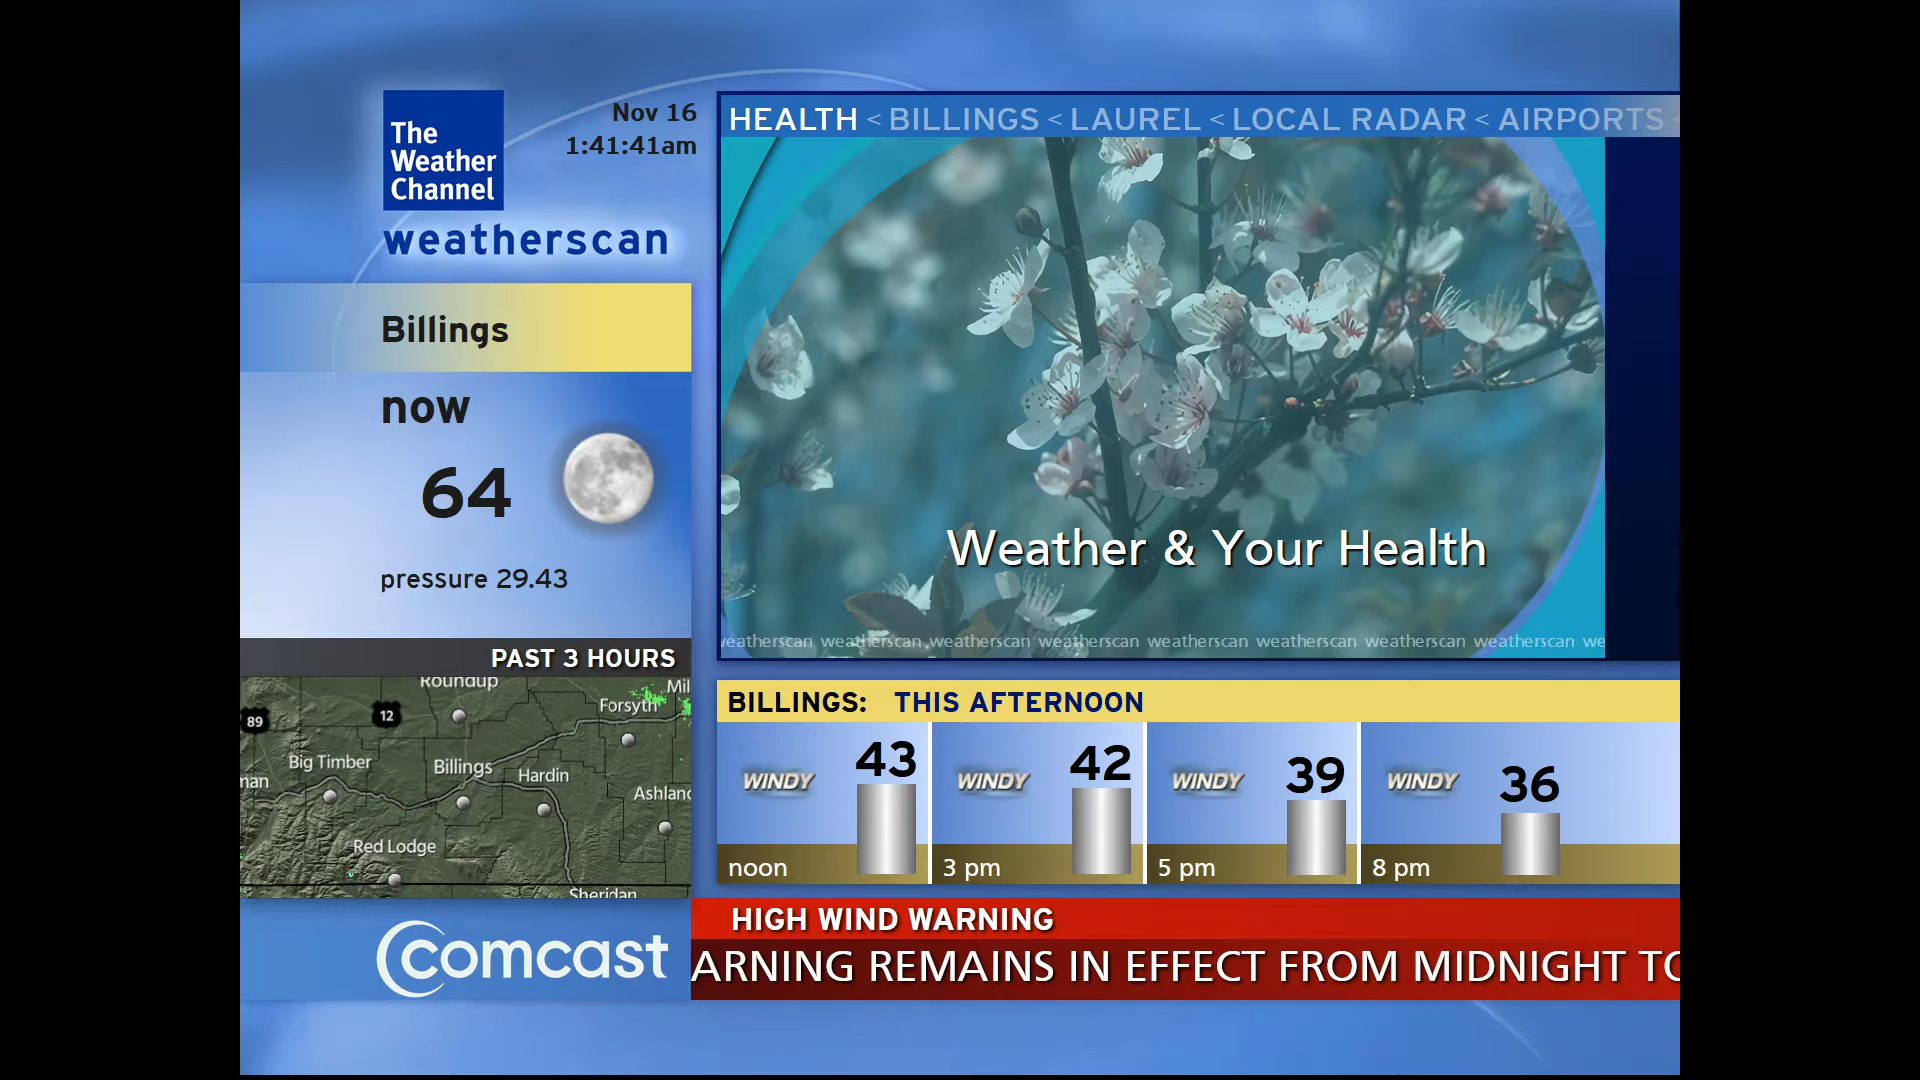 The
Weather
Channel
weatherscan
Nov 16
1:41:41am
HEALTH < BILLINGS < LAUREL < LOCAL RADAR < AIRPORTS <
Billings
now
64
pressure 29.43
Weather & Your Health
weatherscan weatherscan weatherscan weatherscan weatherscan weatherscan weatherscan weatherscan we
PAST 3 HOURS
Roundup
Mil
89
12
Forsyth
Big Timber
Billings
Hardin
man
Ashland
Red Lodge
Sheridan
BILLINGS: THIS AFTERNOON
WINDY 43 WINDY 42 WINDY 39 WINDY 36
noon 3 pm 5 pm 8 pm
comcast
HIGH WIND WARNING
ARNING REMAINS IN EFFECT FROM MIDNIGHT TO